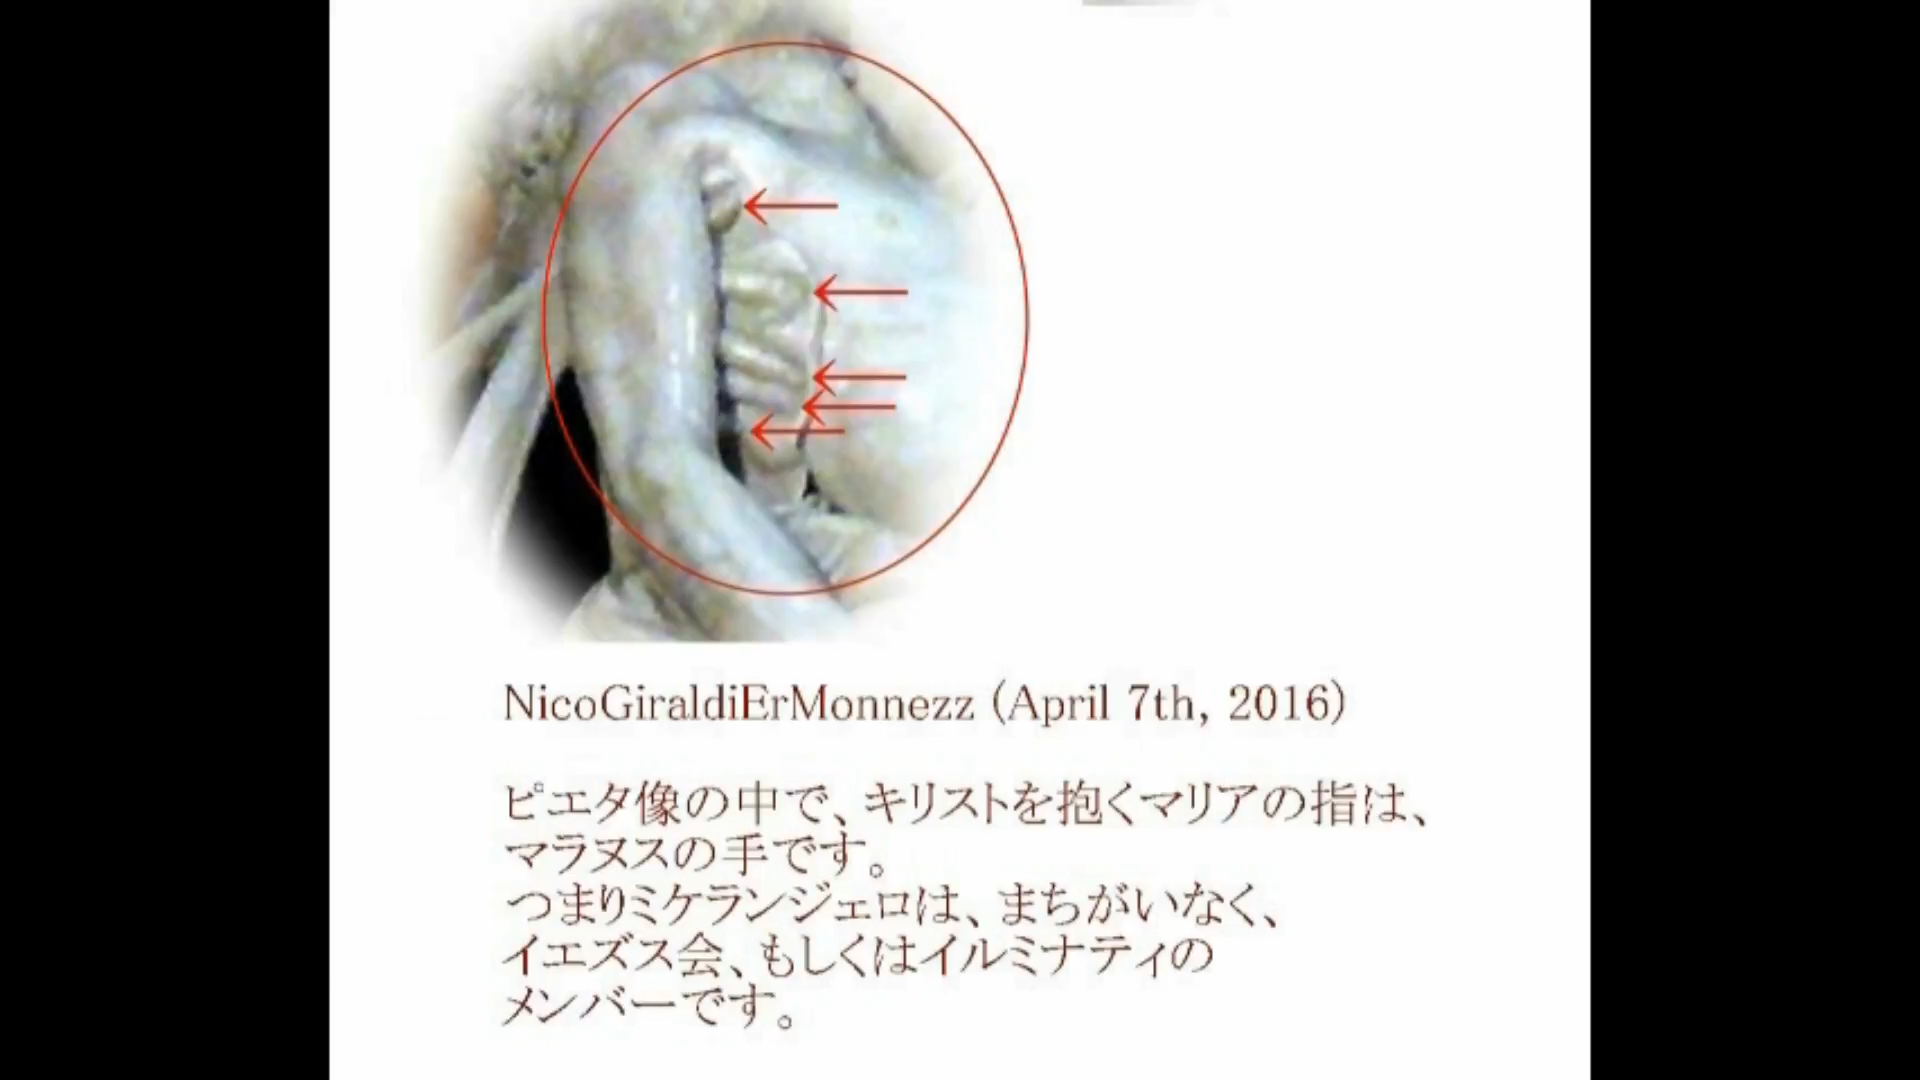 NicoGiraldiErMonnezz (April 7th, 2016)
ピエタ像の中で、キリストを抱くマリアの指は、
マラヌスの手です。
つまりミケランジェロは、まちがいなく、
イエズス会、もしくはイルミナティの
メンバーです。